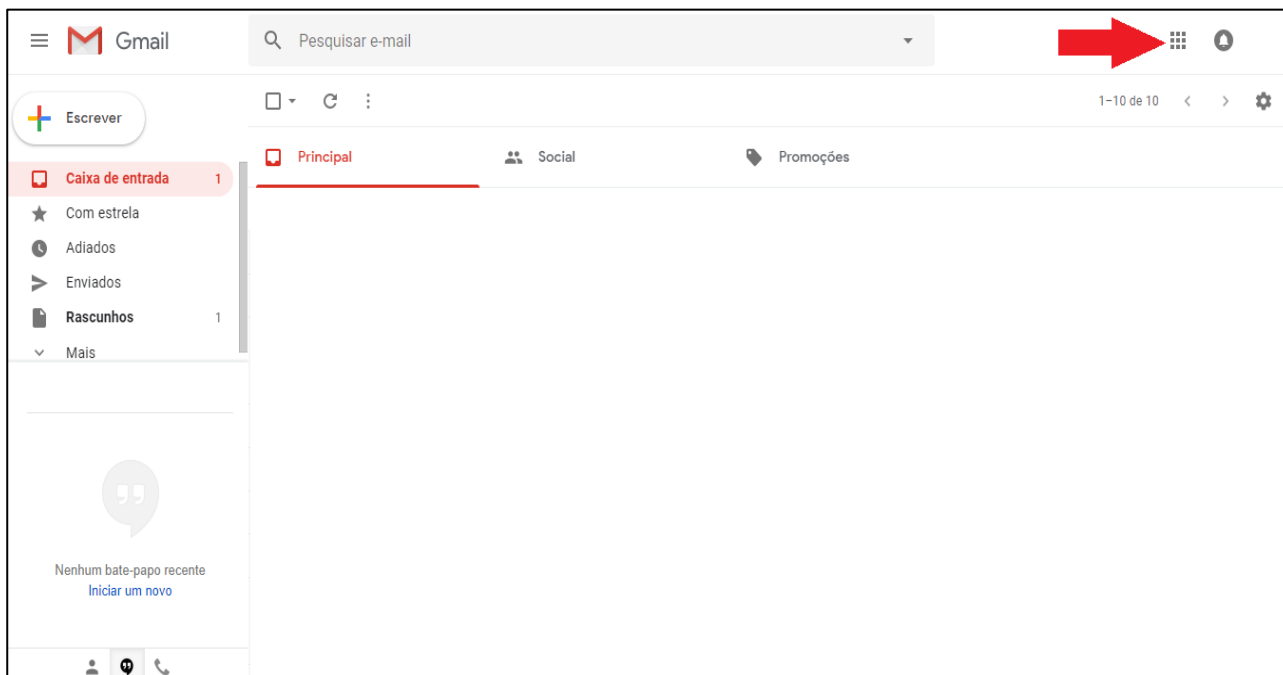 Gmail
Pesquisar e-mail
Escrever
1–10 de 10
Principal
Social
Promoções
Caixa de entrada 1
Com estrela
Adiados
Enviados
Rascunhos 1
Mais
Nenhum bate-papo recente
Iniciar um novo